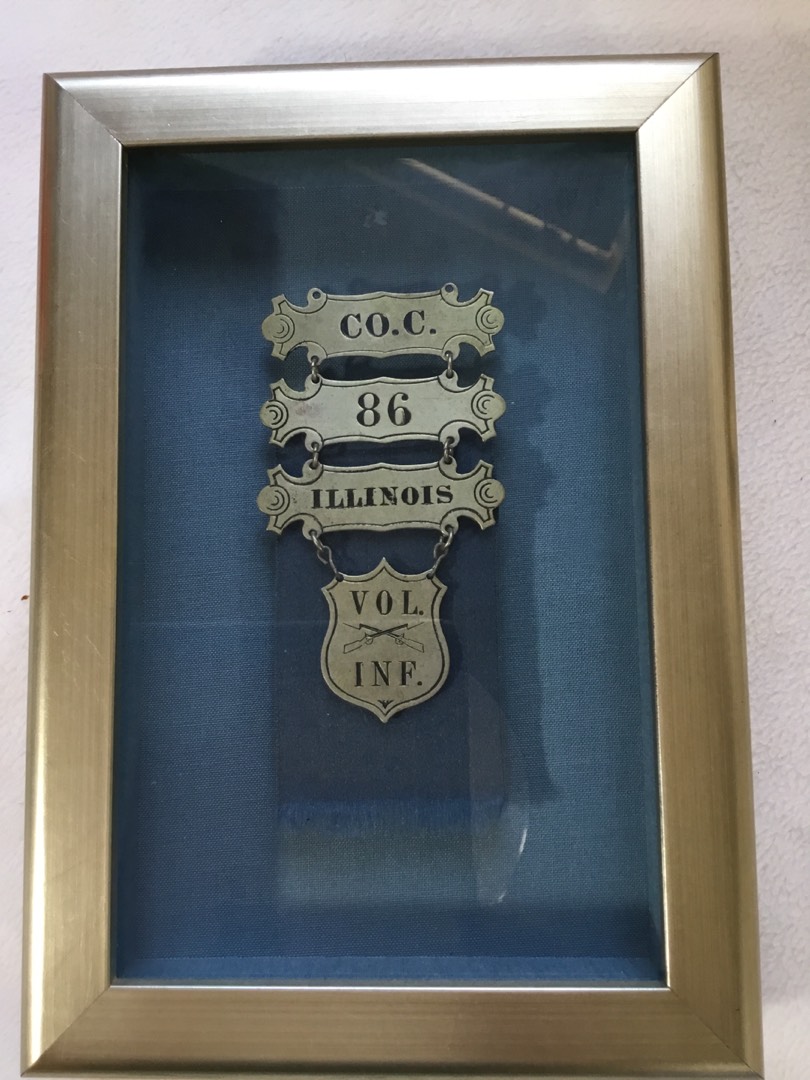 CO.C.
86
ILLINOIS
VOL.
INF.